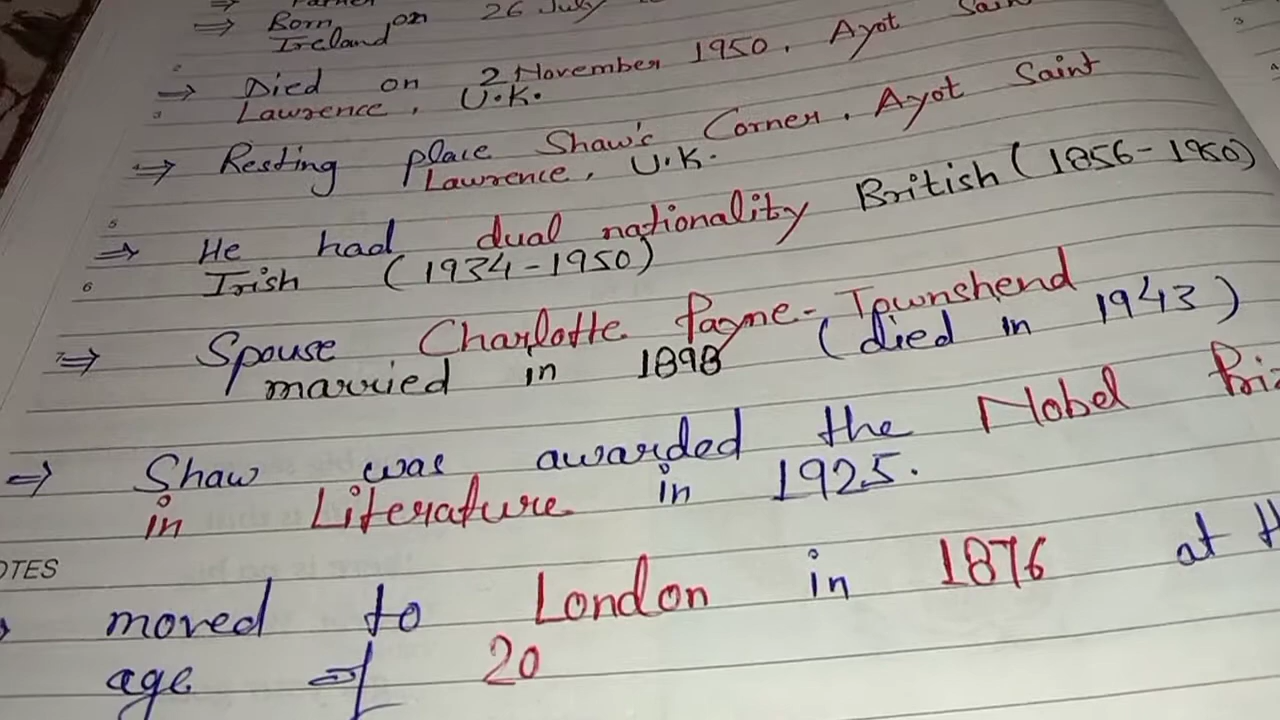 ⇒ Born on 26 July
Ireland
⇒ Died on 2 November 1950. Ayot
Lawrence, U.K.
⇒ Resting place Shaw's Corner. Ayot Saint
Lawrence, U.K.
⇒ He had dual nationality British (1856-1950)
Irish (1934-1950)
⇒ Spouse Charlotte Payne-Townshend
married in 1898 (died in 1943)
⇒ Shaw was awarded the Nobel
in Literature in 1925.
OTES
moved to London in 1876 at
age of 20